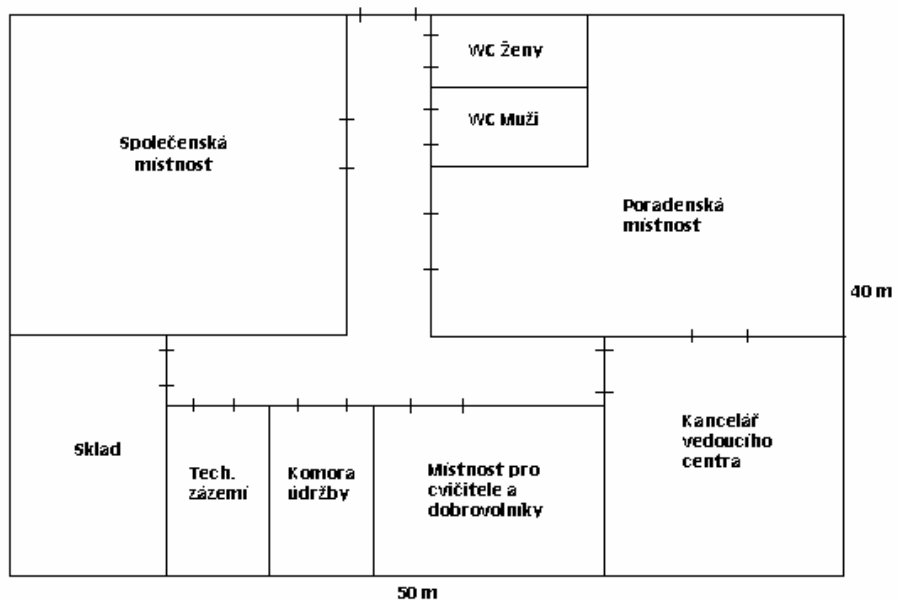 WC Ženy
WC Muži
Společenská
místnost
Poradenská
místnost
40 m
Sklad
Tech.
zázemí
Komora
údržby
Místnost pro
cvičitele a
dobrovolníky
Kancelář
vedoucího
centra
50 m